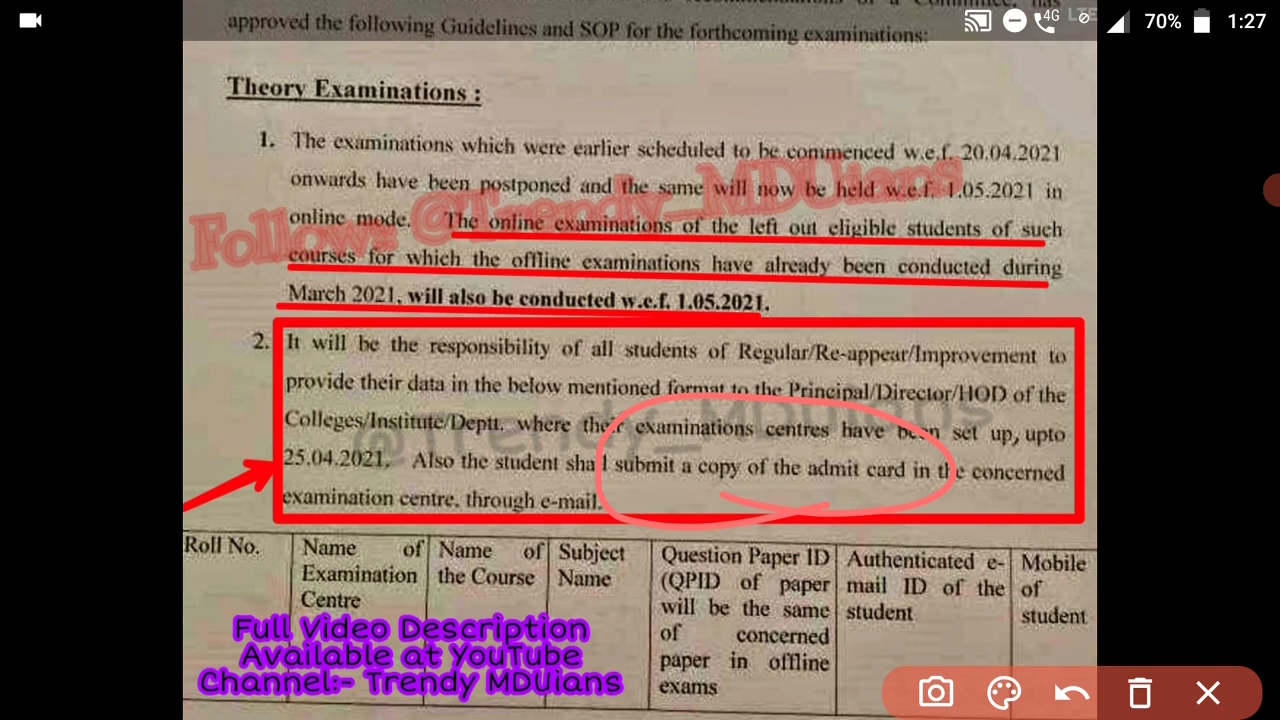 approved the following Guidelines and SOP for the forthcoming examinations:
4G LTE 70% 1:27
Theory Examinations :
1. The examinations which were earlier scheduled to be commenced w.e.f. 20.04.2021
onwards have been postponed and the same will now be held w.e.f. 1.05.2021 in
online mode. The online examinations of the left out eligible students of such
Follow:- @Trendy_MDUians
courses for which the offline examinations have already been conducted during
March 2021, will also be conducted w.e.f. 1.05.2021.
2. It will be the responsibility of all students of Regular/Re-appear/Improvement to
provide their data in the below mentioned format to the Principal/Director/HOD of the
Colleges/Institute/Deptt. where their examinations centres have been set up, upto
@Trendy_MDUians
25.04.2021. Also the student shall submit a copy of the admit card in the concerned
examination centre, through e-mail.
Roll No.
Name of
Examination
Centre
Name of
the Course
Subject
Name
Question Paper ID
(QPID of paper
will be the same
of concerned
paper in offline
exams
Authenticated e-
mail ID of the
student
Mobile
of
student
Full Video Description
Available at YouTube
Channel:- Trendy MDUians